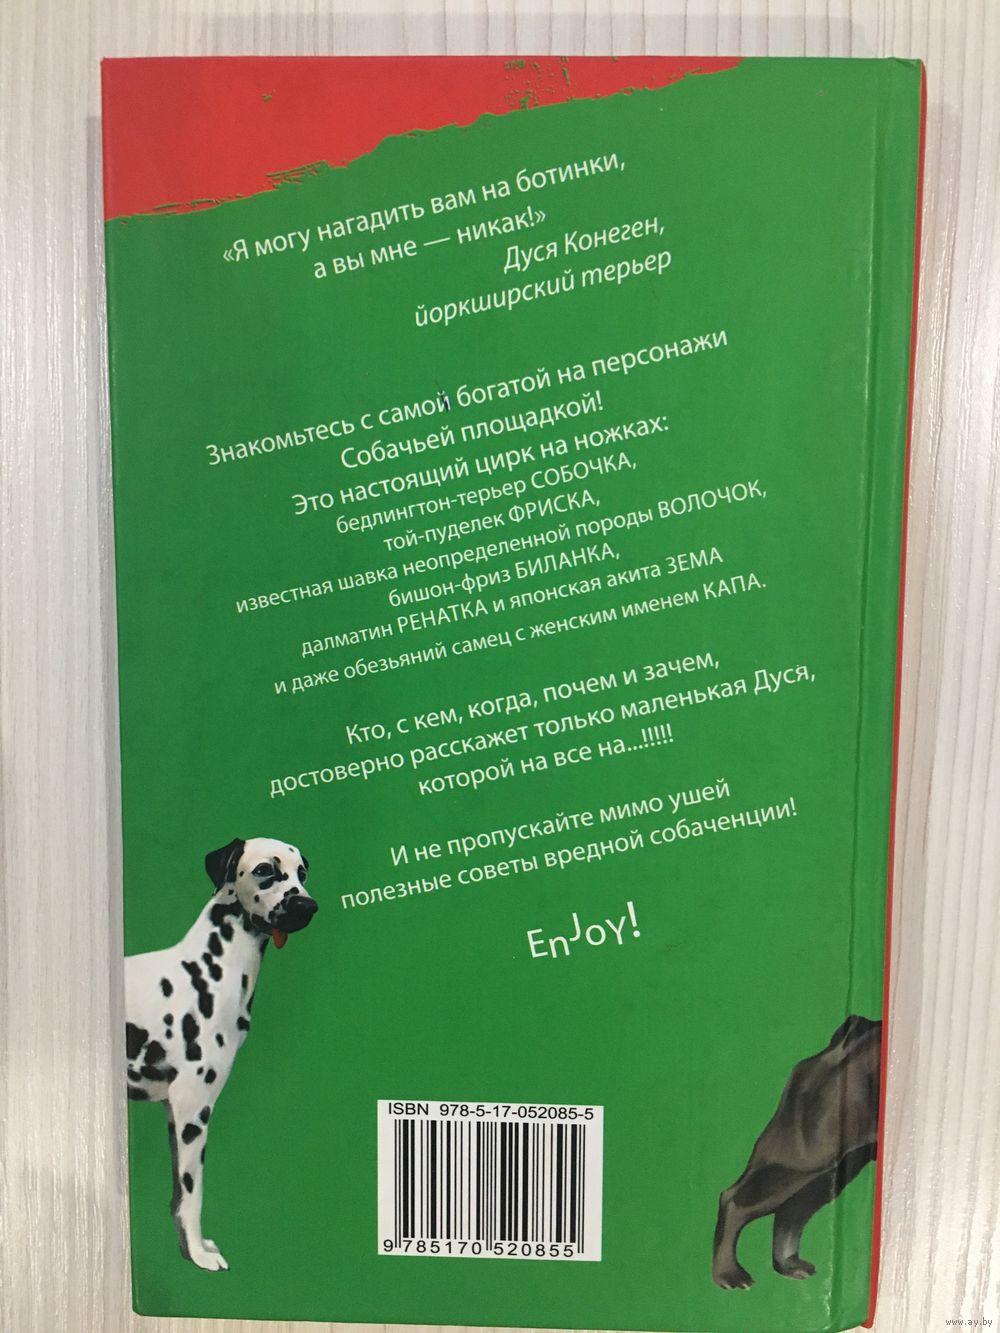 «Я могу нагадить вам на ботинки,
а вы мне — никак!»
Дуся Конеген,
йоркширский терьер
Знакомьтесь с самой богатой на персонажи
Собачьей площадкой!
Это настоящий цирк на ножках:
бедлингтон-терьер СОБОЧКА,
той-пуделек ФРИСКА,
известная шавка неопределенной породы ВОЛОЧОК,
бишон-фриз БИЛАНКА,
далматин РЕНАТКА и японская акита ЗЕМА
и даже обезьяний самец с женским именем КАПА.
Кто, с кем, когда, почем и зачем,
достоверно расскажет только маленькая Дуся,
которой на все на...!!!!!
И не пропускайте мимо ушей
полезные советы вредной собаченции!
EnJoY!
ISBN 978-5-17-052085-5
9 785170 520855
www.ay.by